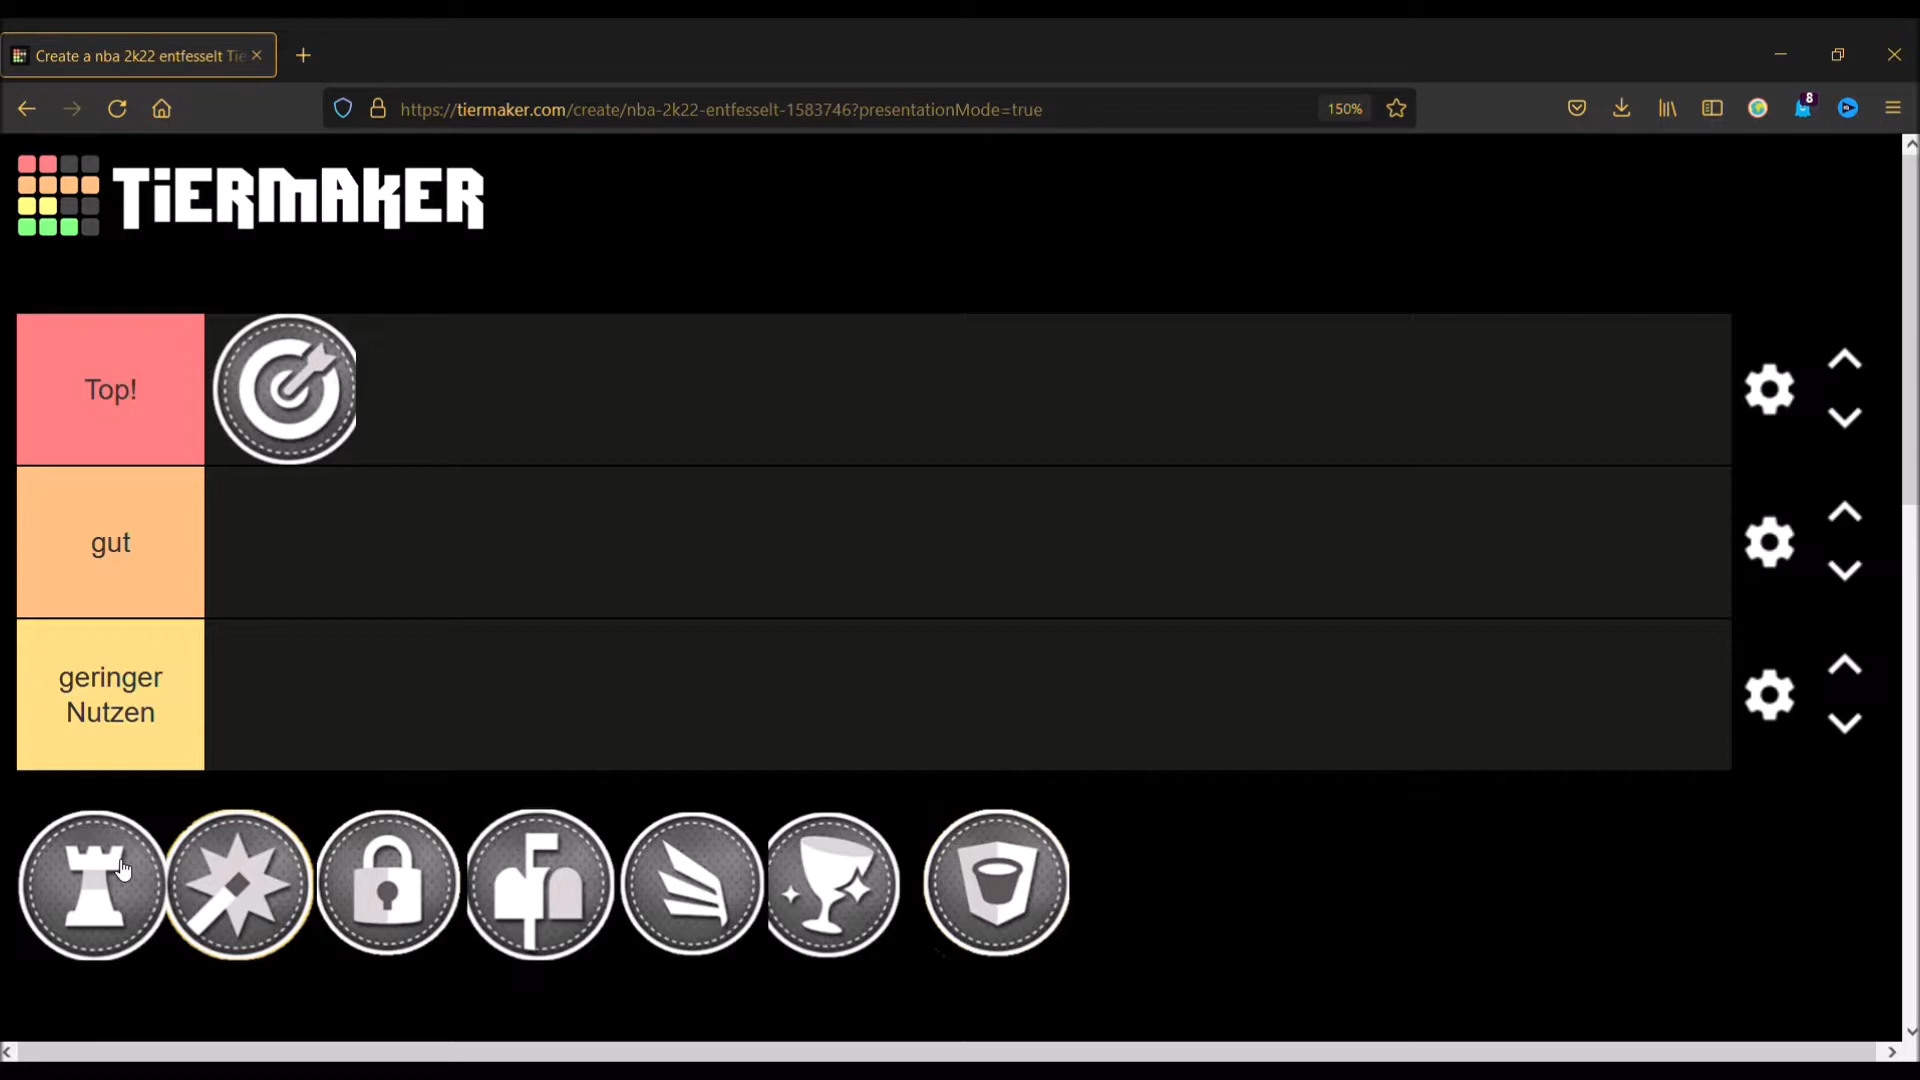 Create a nba 2k22 entfesselt Tie
https://tiermaker.com/create/nba-2k22-entfesselt-1583746?presentationMode=true
150%
8
TiERMAKER
Top!
gut
geringer
Nutzen